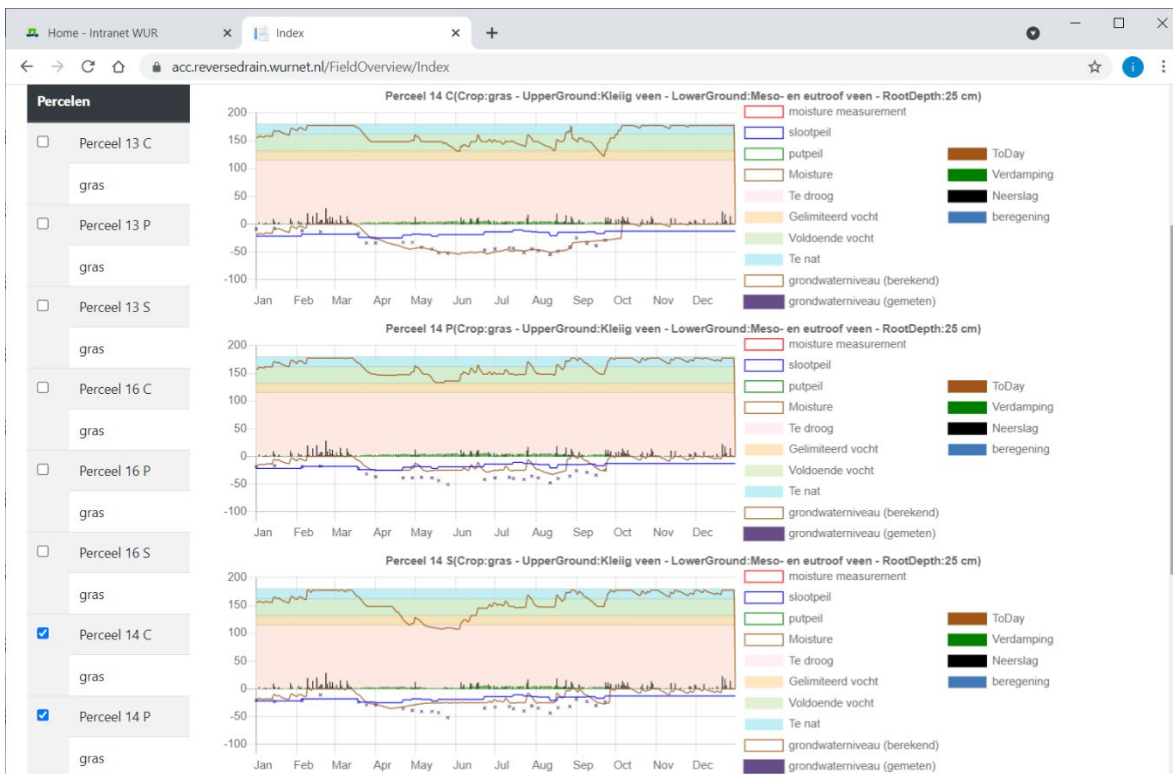 Home - Intranet WUR
Index
acc.reversedrain.wurnet.nl/FieldOverview/Index
i
Percelen
Perceel 13 C
gras
Perceel 13 P
gras
Perceel 13 S
gras
Perceel 16 C
gras
Perceel 16 P
gras
Perceel 16 S
gras
Perceel 14 C
gras
Perceel 14 P
gras
Perceel 14 C(Crop:gras - UpperGround:Kleiig veen - LowerGround:Meso- en eutroof veen - RootDepth:25 cm)
200
150
100
50
0
-50
-100
Jan Feb Mar Apr May Jun Jul Aug Sep Oct Nov Dec
moisture measurement
slootpeil
putpeil
Moisture
Te droog
Gelimiteerd vocht
Voldoende vocht
Te nat
grondwaterniveau (berekend)
grondwaterniveau (gemeten)
ToDay
Verdamping
Neerslag
beregening
Perceel 14 P(Crop:gras - UpperGround:Kleiig veen - LowerGround:Meso- en eutroof veen - RootDepth:25 cm)
200
150
100
50
0
-50
-100
Jan Feb Mar Apr May Jun Jul Aug Sep Oct Nov Dec
moisture measurement
slootpeil
putpeil
Moisture
Te droog
Gelimiteerd vocht
Voldoende vocht
Te nat
grondwaterniveau (berekend)
grondwaterniveau (gemeten)
ToDay
Verdamping
Neerslag
beregening
Perceel 14 S(Crop:gras - UpperGround:Kleiig veen - LowerGround:Meso- en eutroof veen - RootDepth:25 cm)
200
150
100
50
0
-50
-100
Jan Feb Mar Apr May Jun Jul Aug Sep Oct Nov Dec
moisture measurement
slootpeil
putpeil
Moisture
Te droog
Gelimiteerd vocht
Voldoende vocht
Te nat
grondwaterniveau (berekend)
grondwaterniveau (gemeten)
ToDay
Verdamping
Neerslag
beregening